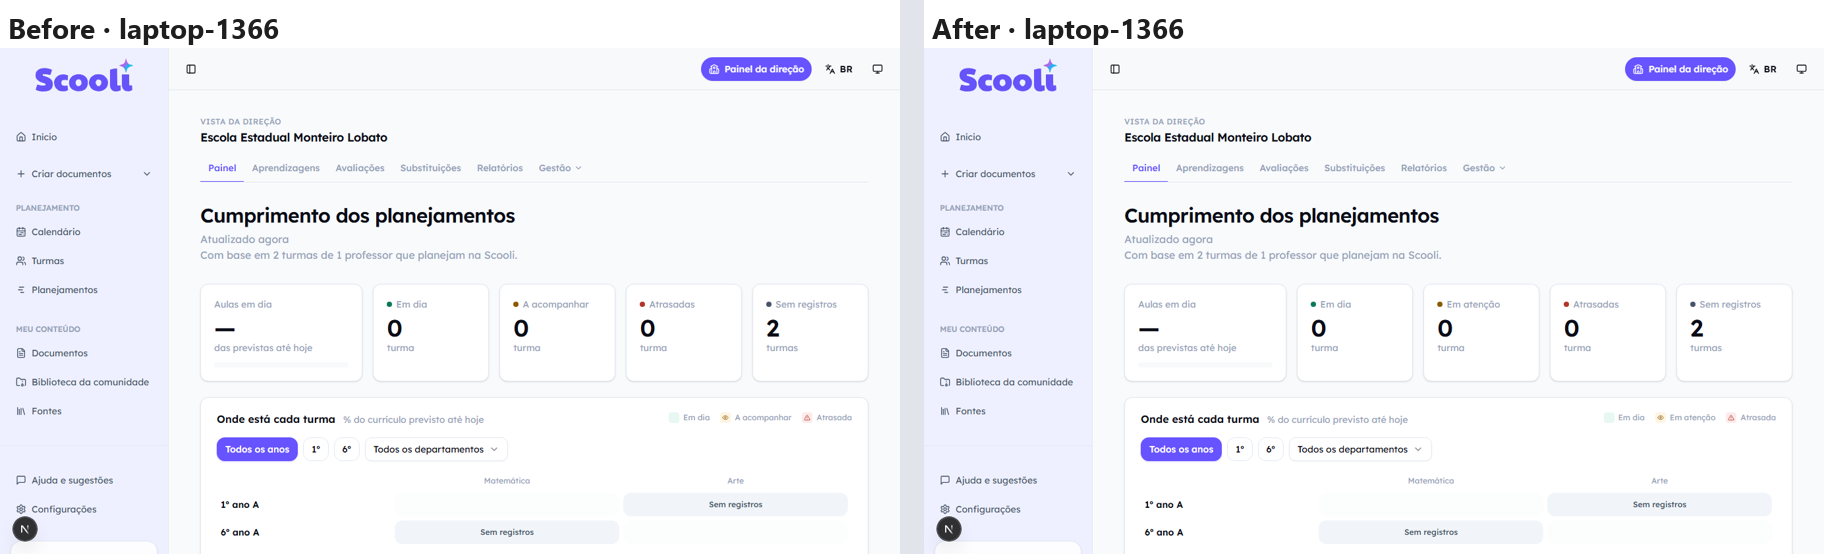 Before · laptop-1366
Scooli
Painel da direção
BR
Início
Criar documentos
PLANEJAMENTO
Calendário
Turmas
Planejamentos
MEU CONTEÚDO
Documentos
Biblioteca da comunidade
Fontes
Ajuda e sugestões
Configurações
N
VISTA DA DIREÇÃO
Escola Estadual Monteiro Lobato
Painel Aprendizagens Avaliações Substituições Relatórios Gestão
Cumprimento dos planejamentos
Atualizado agora
Com base em 2 turmas de 1 professor que planejam na Scooli.
Aulas em dia
—
das previstas até hoje
Em dia
0
turma
A acompanhar
0
turma
Atrasadas
0
turma
Sem registros
2
turmas
Onde está cada turma % do currículo previsto até hoje
Em dia A acompanhar Atrasada
Todos os anos 1º 6º Todos os departamentos
Matemática Arte
1º ano A Sem registros
6º ano A Sem registros
After · laptop-1366
Scooli
Painel da direção
BR
Início
Criar documentos
PLANEJAMENTO
Calendário
Turmas
Planejamentos
MEU CONTEÚDO
Documentos
Biblioteca da comunidade
Fontes
Ajuda e sugestões
Configurações
N
VISTA DA DIREÇÃO
Escola Estadual Monteiro Lobato
Painel Aprendizagens Avaliações Substituições Relatórios Gestão
Cumprimento dos planejamentos
Atualizado agora
Com base em 2 turmas de 1 professor que planejam na Scooli.
Aulas em dia
—
das previstas até hoje
Em dia
0
turma
Em atenção
0
turma
Atrasadas
0
turma
Sem registros
2
turmas
Onde está cada turma % do currículo previsto até hoje
Em dia Em atenção Atrasada
Todos os anos 1º 6º Todos os departamentos
Matemática Arte
1º ano A Sem registros
6º ano A Sem registros